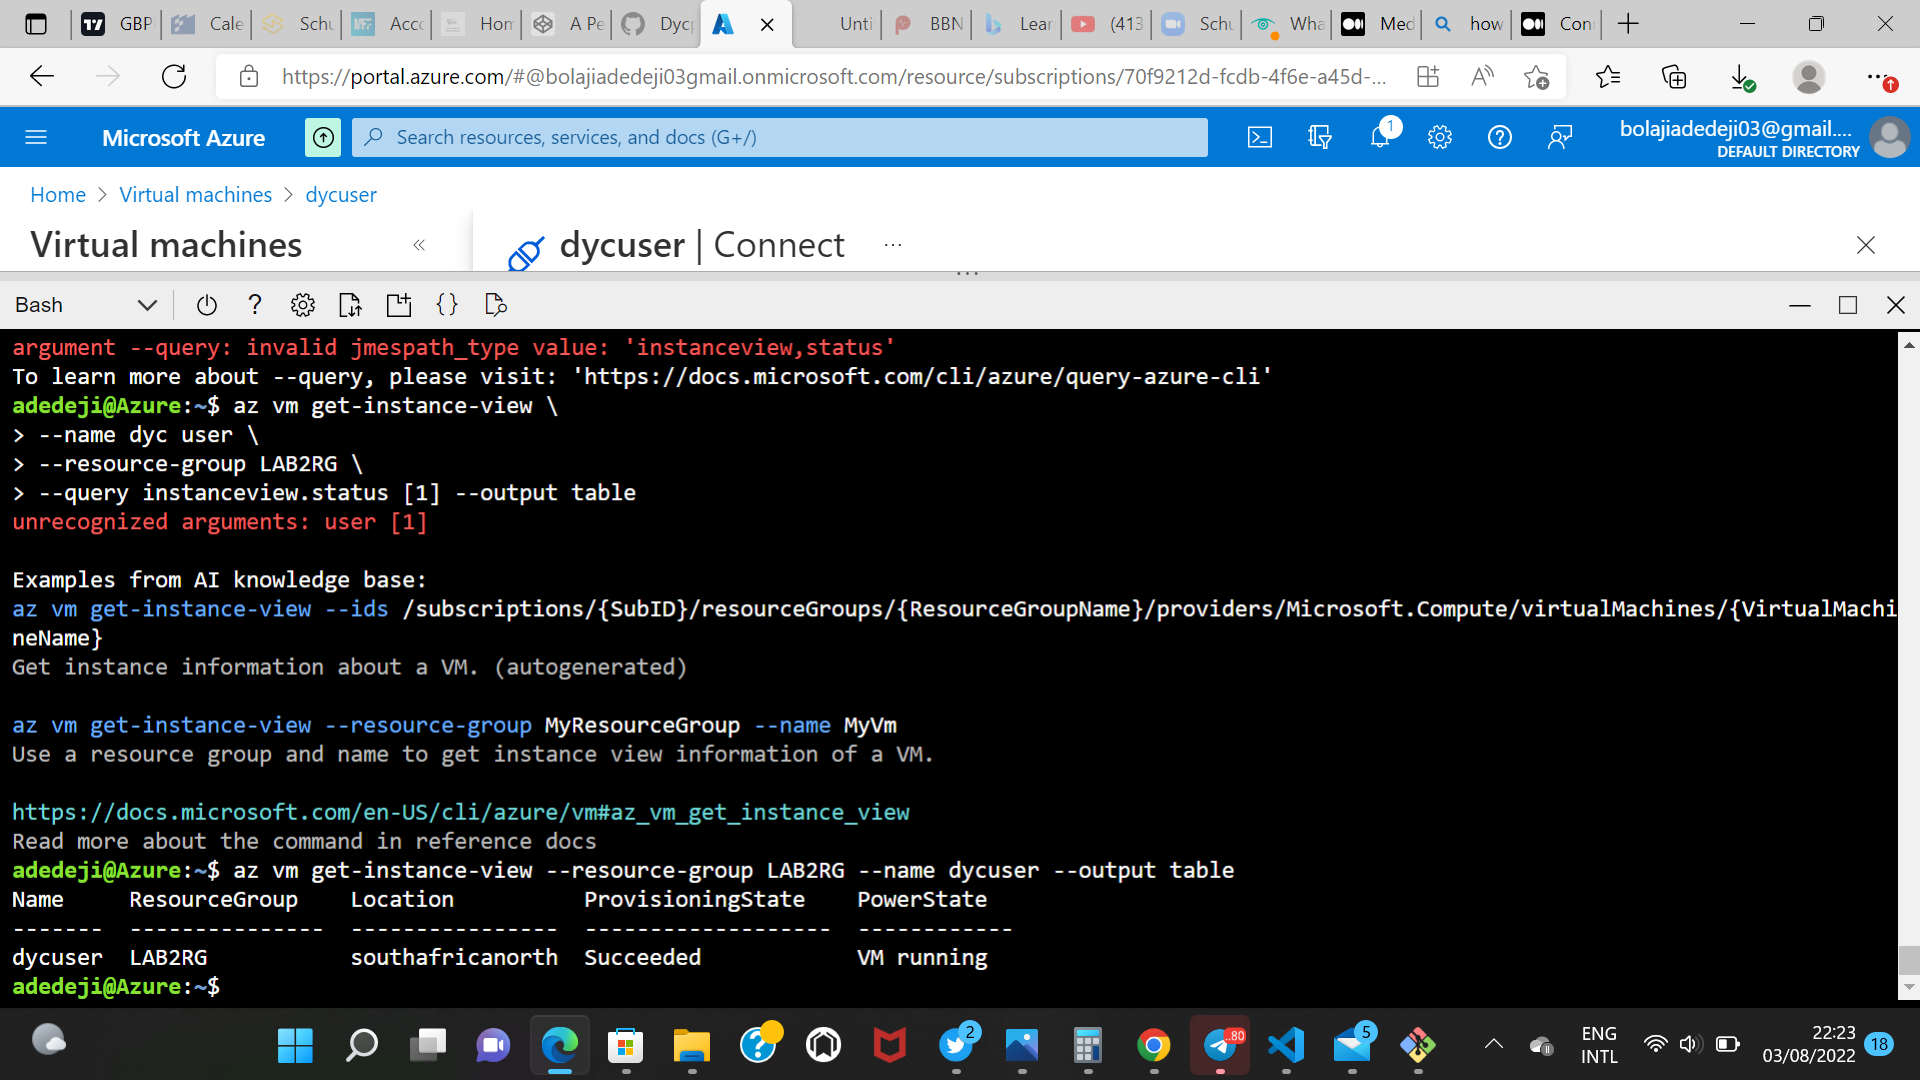 GBP
Cale
Schu
Acco
Hom
A Pe
Dycp
Unti
BBN
Lear
(413
Schu
Wha
Med
how
Con
https://portal.azure.com/#@bolajiadedeji03gmail.onmicrosoft.com/resource/subscriptions/70f9212d-fcdb-4f6e-a45d-...
Microsoft Azure
Search resources, services, and docs (G+/)
1
bolajiadedeji03@gmail....
DEFAULT DIRECTORY
Home > Virtual machines > dycuser
Virtual machines
«
dycuser | Connect
...
Bash
argument --query: invalid jmespath_type value: 'instanceview,status'
To learn more about --query, please visit: 'https://docs.microsoft.com/cli/azure/query-azure-cli'
adedeji@Azure:~$ az vm get-instance-view \
> --name dyc user \
> --resource-group LAB2RG \
> --query instanceview.status [1] --output table
unrecognized arguments: user [1]
Examples from AI knowledge base:
az vm get-instance-view --ids /subscriptions/{SubID}/resourceGroups/{ResourceGroupName}/providers/Microsoft.Compute/virtualMachines/{VirtualMachi
neName}
Get instance information about a VM. (autogenerated)
az vm get-instance-view --resource-group MyResourceGroup --name MyVm
Use a resource group and name to get instance view information of a VM.
https://docs.microsoft.com/en-US/cli/azure/vm#az_vm_get_instance_view
Read more about the command in reference docs
adedeji@Azure:~$ az vm get-instance-view --resource-group LAB2RG --name dycuser --output table
Name ResourceGroup Location ProvisioningState PowerState
------- --------------- ---------------- ------------------- ------------
dycuser LAB2RG southafricanorth Succeeded VM running
adedeji@Azure:~$
2
..80
5
ENG
INTL
22:23
03/08/2022
18